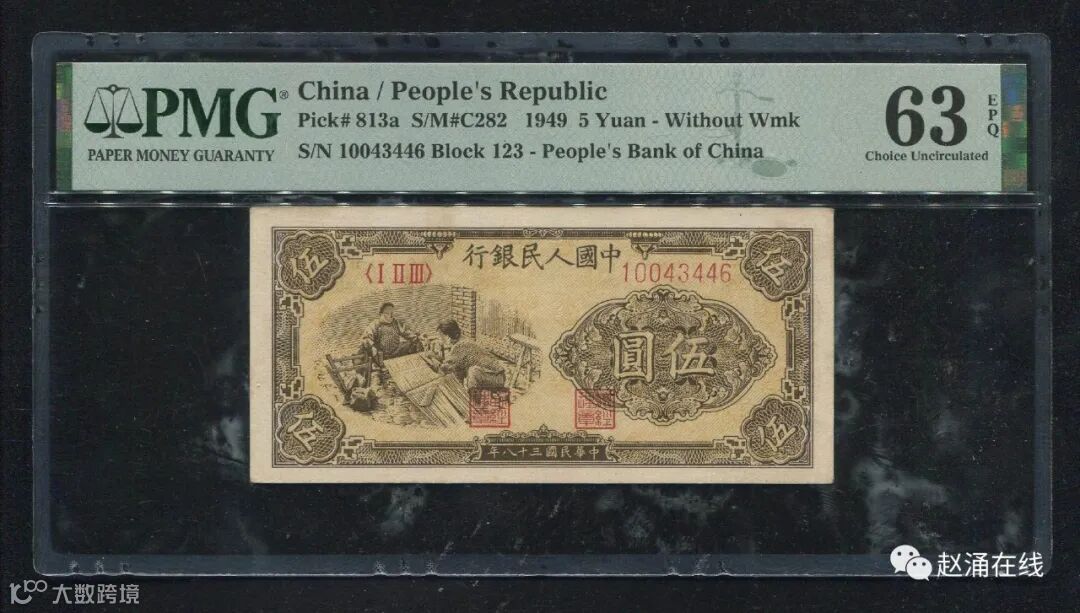 PMG®
PAPER MONEY GUARANTY
China / People's Republic
Pick# 813a S/M#C282 1949 5 Yuan - Without Wmk
S/N 10043446 Block 123 - People's Bank of China
63
EPQ
Choice Uncirculated
行銀民人國中
〈I II III〉
10043446
伍
伍
圓伍
伍
伍
年八十三國民華中
赵涌在线
大数跨境